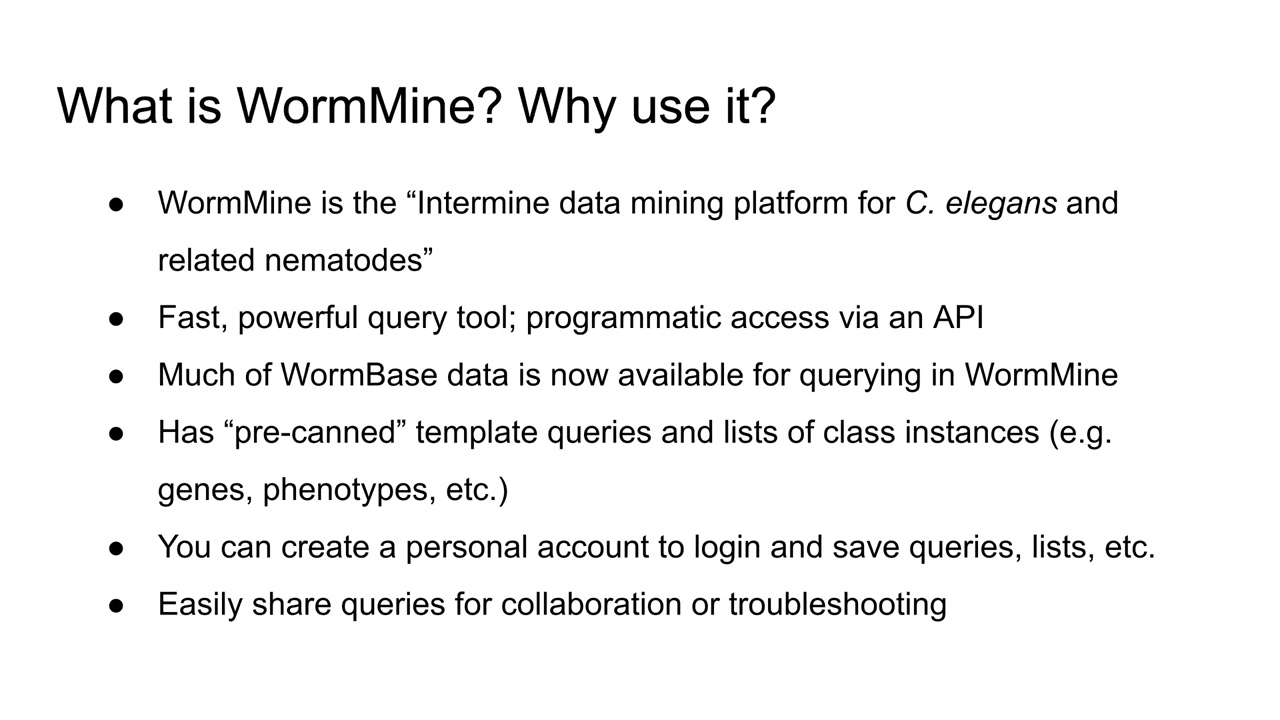 What is WormMine? Why use it?
● WormMine is the “Intermine data mining platform for C. elegans and
related nematodes”
● Fast, powerful query tool; programmatic access via an API
● Much of WormBase data is now available for querying in WormMine
● Has “pre-canned” template queries and lists of class instances (e.g.
genes, phenotypes, etc.)
● You can create a personal account to login and save queries, lists, etc.
● Easily share queries for collaboration or troubleshooting